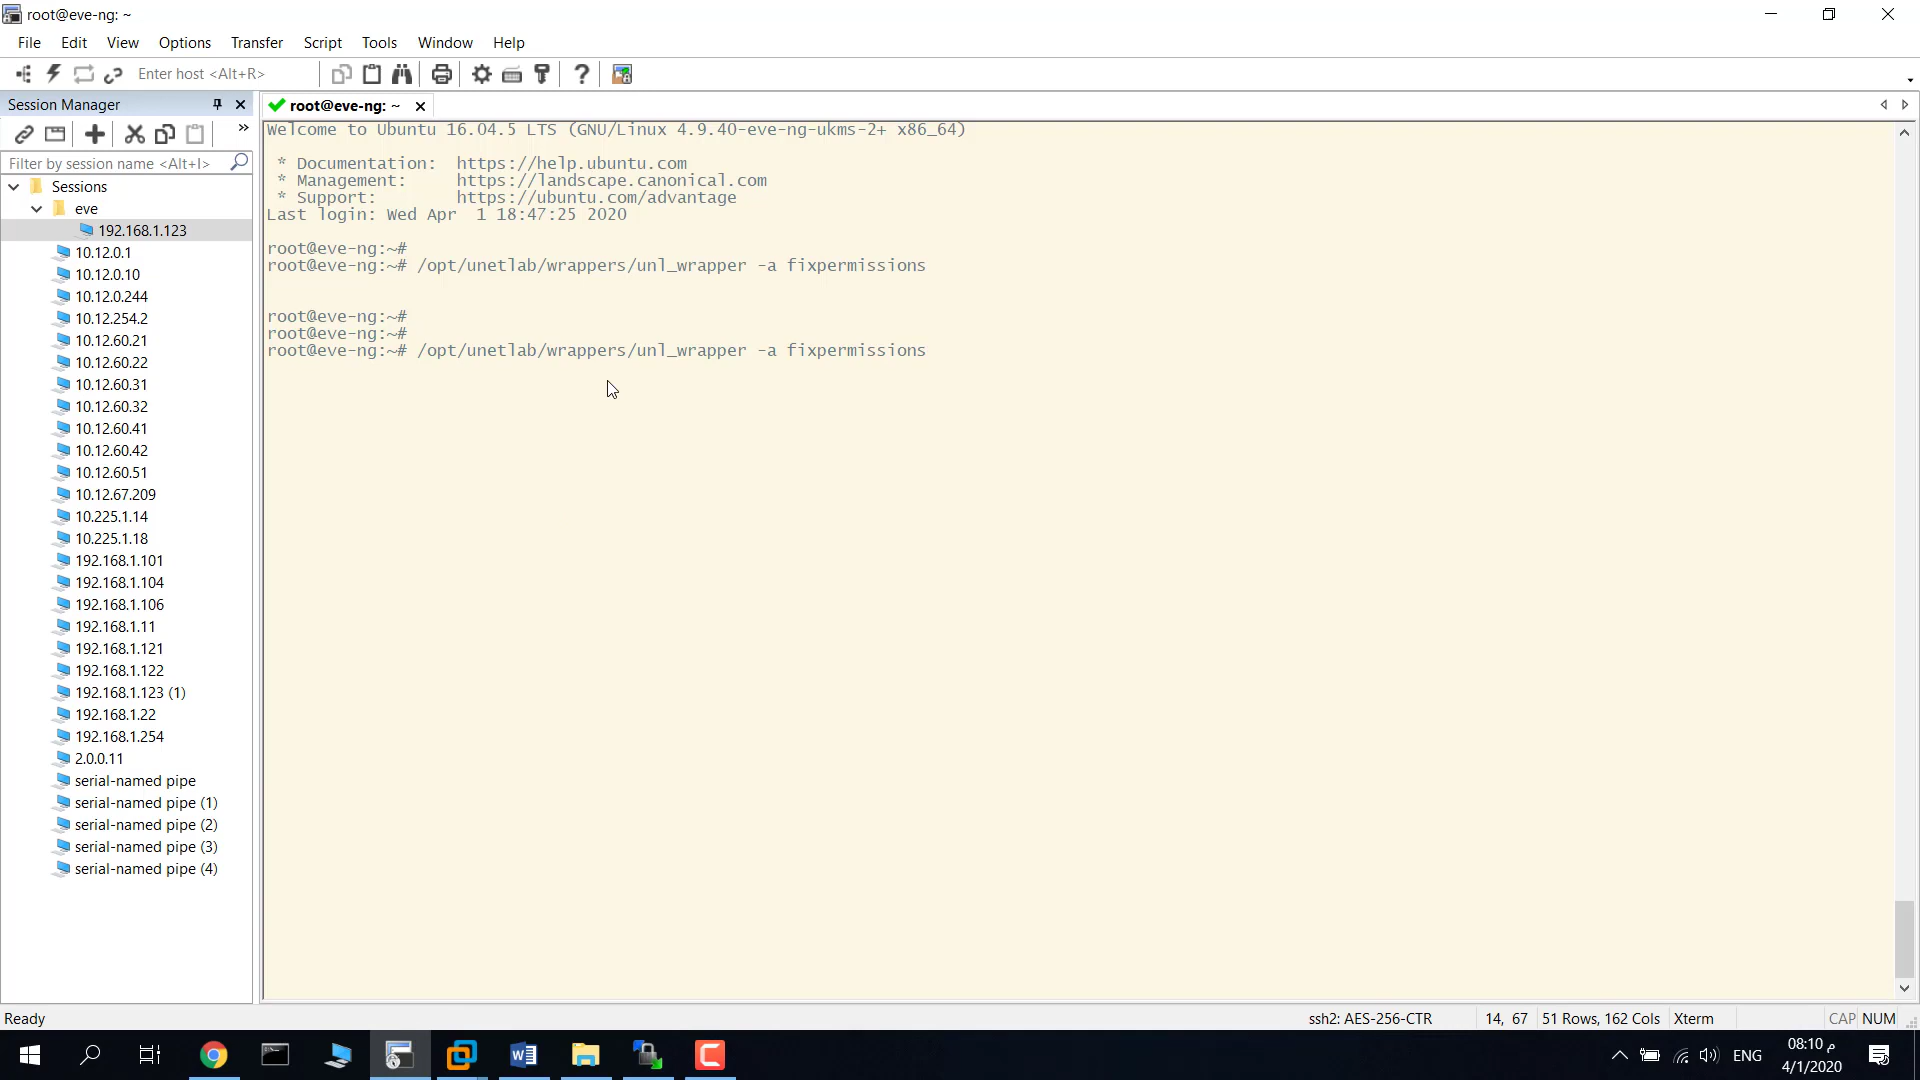 root@eve-ng: ~
File Edit View Options Transfer Script Tools Window Help
Enter host <Alt+R>
Session Manager
root@eve-ng: ~
Filter by session name <Alt+I>
Sessions
eve
192.168.1.123
10.12.0.1
10.12.0.10
10.12.0.244
10.12.254.2
10.12.60.21
10.12.60.22
10.12.60.31
10.12.60.32
10.12.60.41
10.12.60.42
10.12.60.51
10.12.67.209
10.225.1.14
10.225.1.18
192.168.1.101
192.168.1.104
192.168.1.106
192.168.1.11
192.168.1.121
192.168.1.122
192.168.1.123 (1)
192.168.1.22
192.168.1.254
2.0.0.11
serial-named pipe
serial-named pipe (1)
serial-named pipe (2)
serial-named pipe (3)
serial-named pipe (4)
Welcome to Ubuntu 16.04.5 LTS (GNU/Linux 4.9.40-eve-ng-ukms-2+ x86_64)
* Documentation: https://help.ubuntu.com
* Management: https://landscape.canonical.com
* Support: https://ubuntu.com/advantage
Last login: Wed Apr 1 18:47:25 2020
root@eve-ng:~#
root@eve-ng:~# /opt/unetlab/wrappers/unl_wrapper -a fixpermissions
root@eve-ng:~#
root@eve-ng:~#
root@eve-ng:~# /opt/unetlab/wrappers/unl_wrapper -a fixpermissions
Ready
ssh2: AES-256-CTR 14, 67 51 Rows, 162 Cols Xterm CAP NUM
ENG
08:10 م
4/1/2020